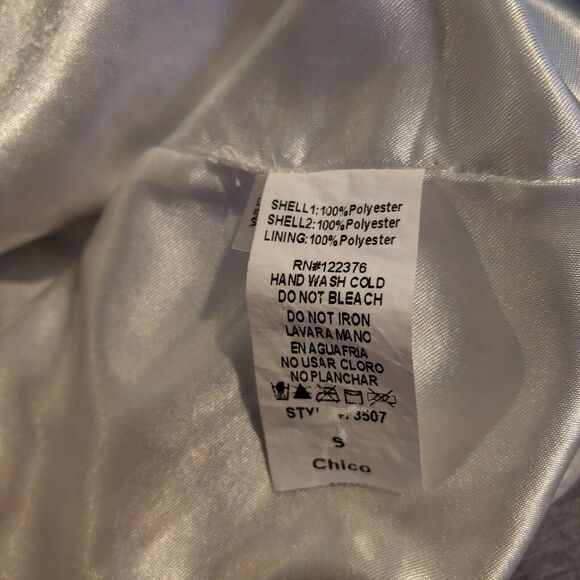 SHELL1:100%Polyester
SHELL2:100%Polyester
LINING:100%Polyester
RN#122376
HAND WASH COLD
DO NOT BLEACH
DO NOT IRON
LAVARA MANO
EN AGUAFRIA
NO USAR CLORO
NO PLANCHAR
3507
S
Chico